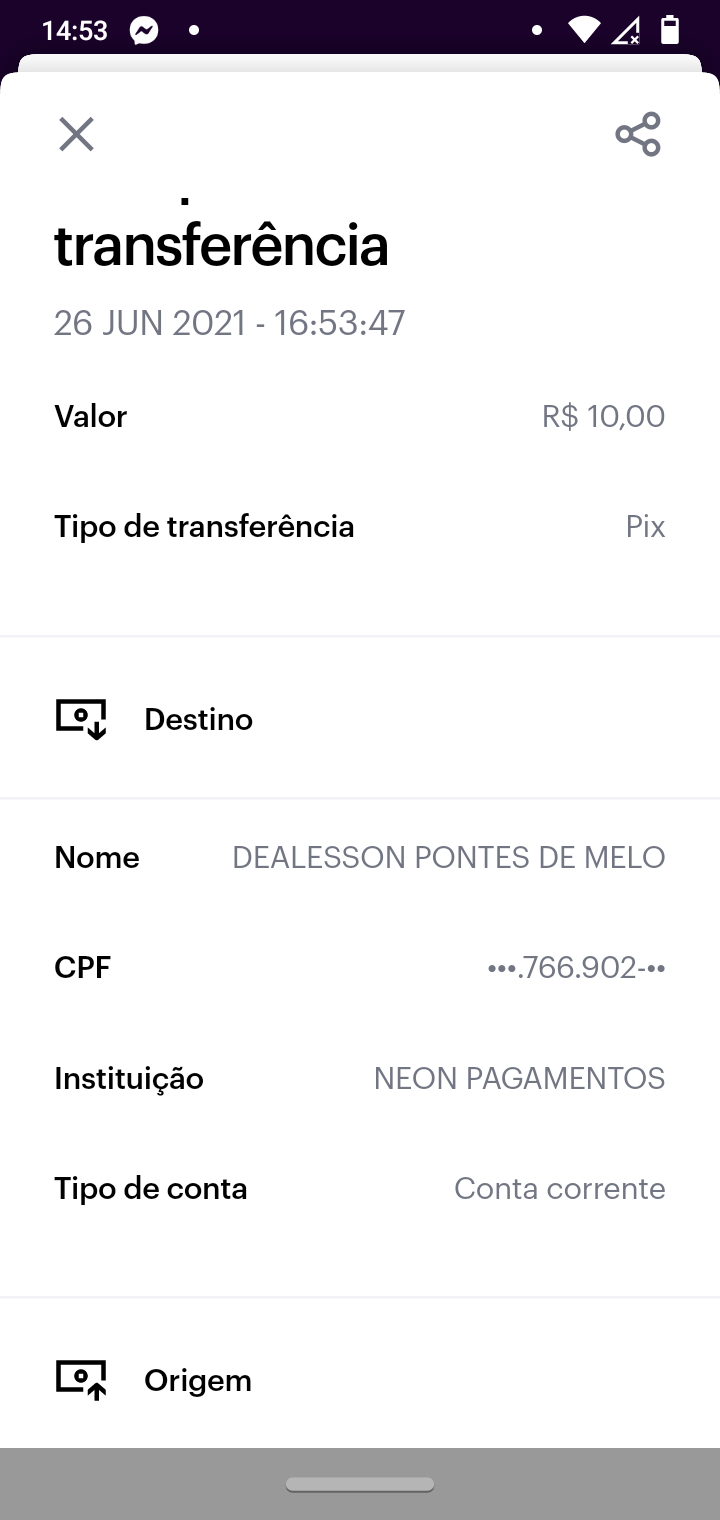 14:53
transferência
26 JUN 2021 - 16:53:47
Valor R$ 10,00
Tipo de transferência Pix
Destino
Nome DEALESSON PONTES DE MELO
CPF •••.766.902-••
Instituição NEON PAGAMENTOS
Tipo de conta Conta corrente
Origem